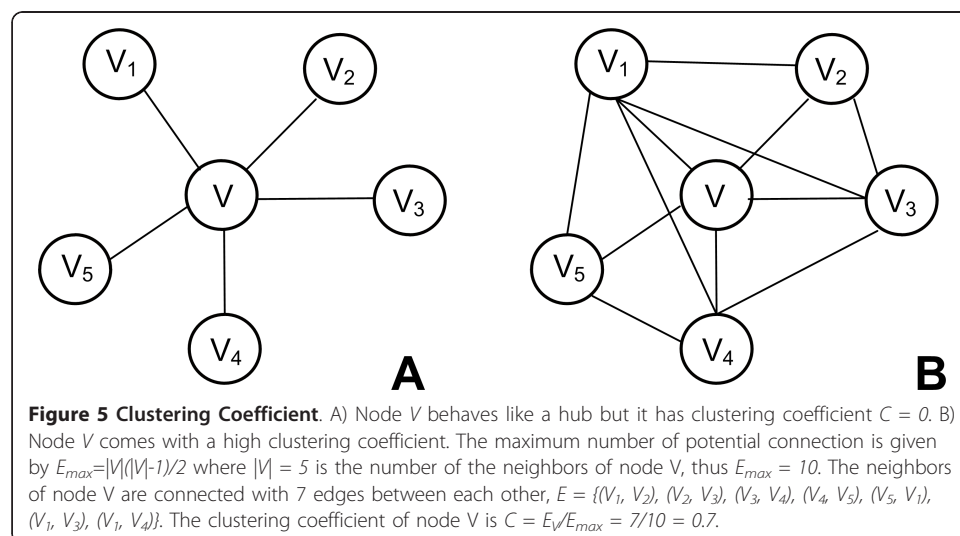 V₁
V₂
V
V₃
V₅
V₄
A
V₁
V₂
V
V₃
V₅
V₄
B
Figure 5 Clustering Coefficient. A) Node V behaves like a hub but it has clustering coefficient C = 0. B)
Node V comes with a high clustering coefficient. The maximum number of potential connection is given
by Eₘₐₓ=|V|(|V|-1)/2 where |V| = 5 is the number of the neighbors of node V, thus Eₘₐₓ = 10. The neighbors
of node V are connected with 7 edges between each other, E = {(V₁, V₂), (V₂, V₃), (V₃, V₄), (V₄, V₅), (V₅, V₁),
(V₁, V₃), (V₁, V₄)}. The clustering coefficient of node V is C = Eᵥ/Eₘₐₓ = 7/10 = 0.7.